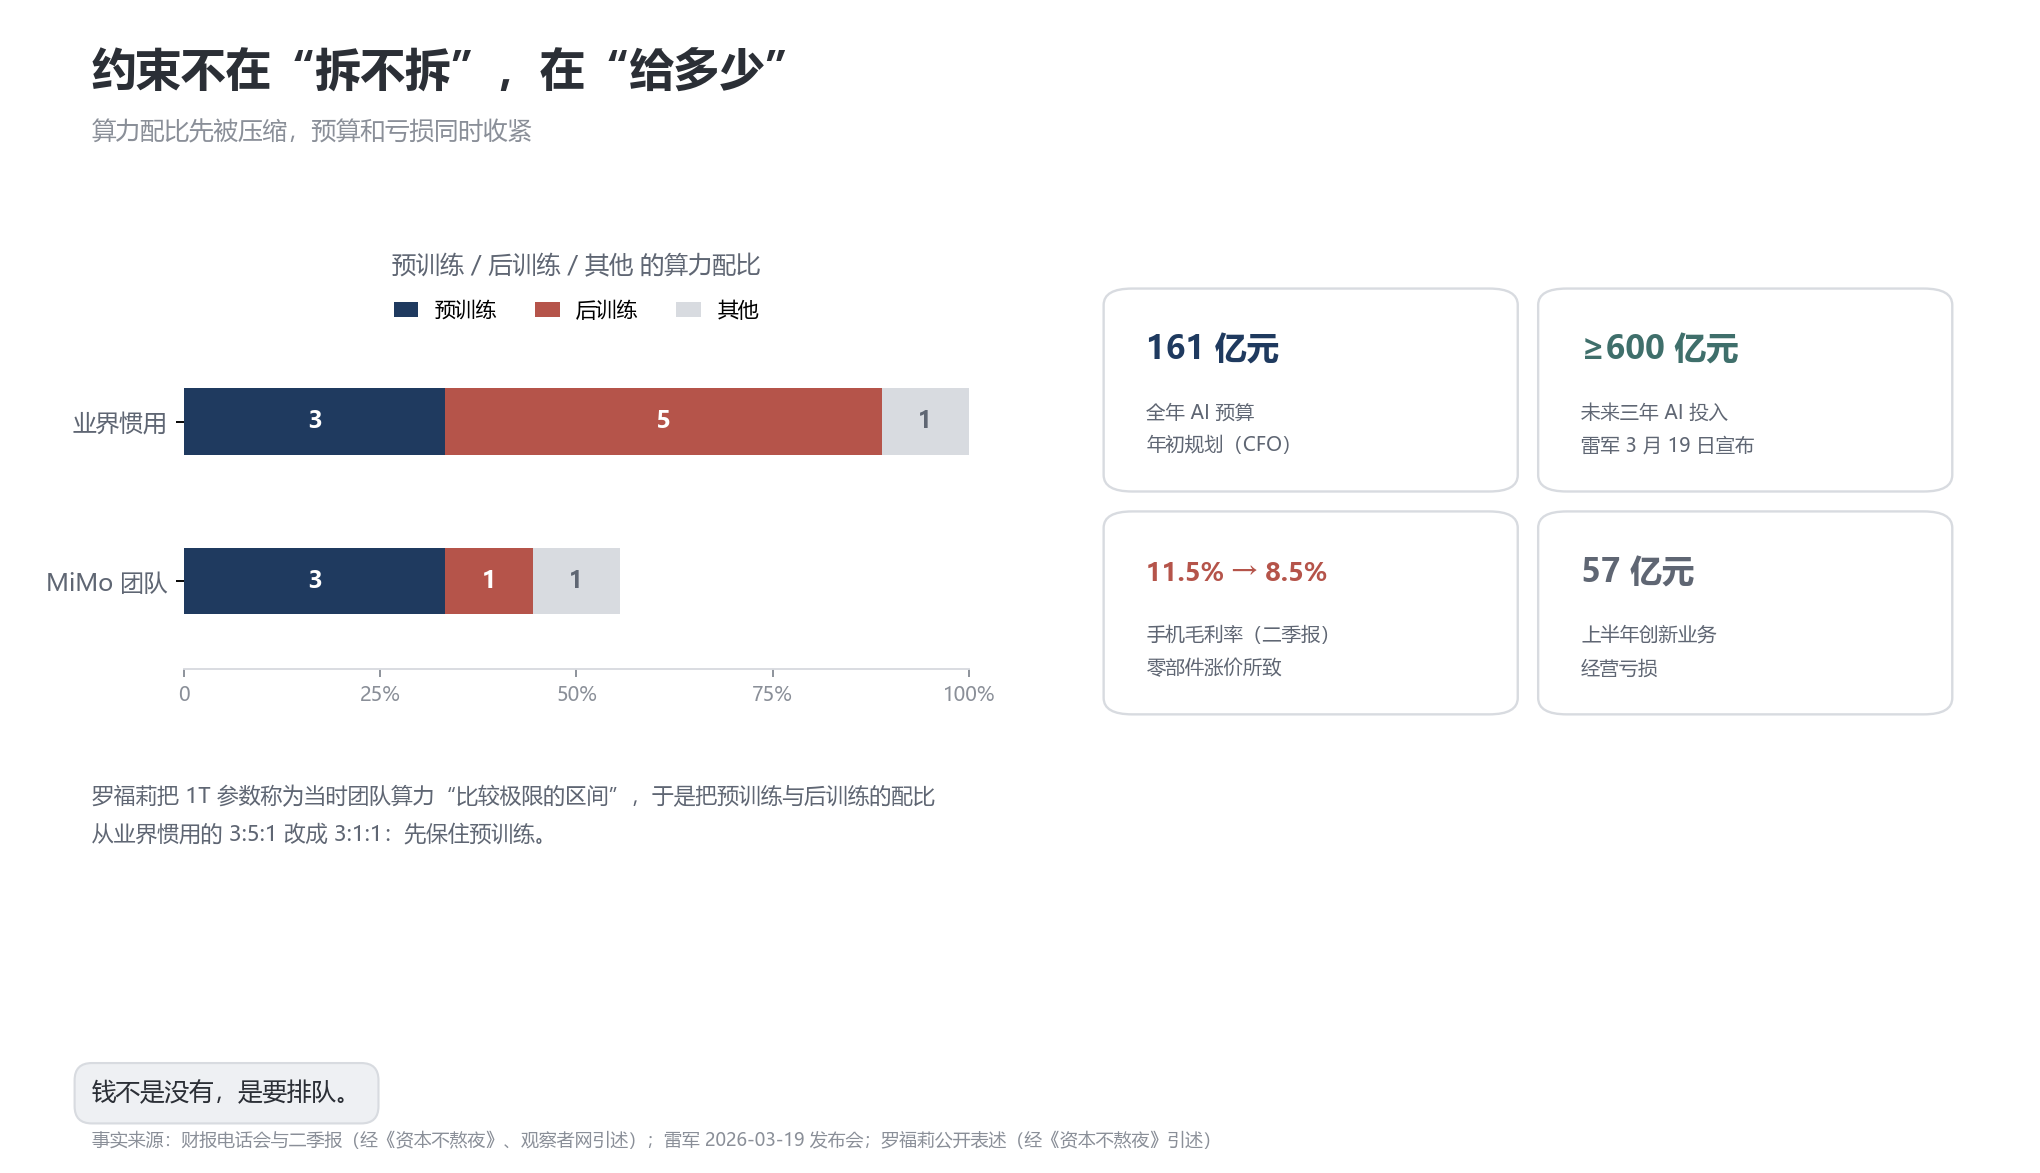 约束不在“拆不拆”，在“给多少”
算力配比先被压缩，预算和亏损同时收紧
预训练 / 后训练 / 其他 的算力配比
预训练 后训练 其他
业界惯用 3 5 1
MiMo 团队 3 1 1
0 25% 50% 75% 100%
罗福莉把 1T 参数称为当时团队算力“比较极限的区间”，于是把预训练与后训练的配比
从业界惯用的 3:5:1 改成 3:1:1：先保住预训练。
161 亿元
全年 AI 预算
年初规划（CFO）
≥600 亿元
未来三年 AI 投入
雷军 3 月 19 日宣布
11.5% → 8.5%
手机毛利率（二季报）
零部件涨价所致
57 亿元
上半年创新业务
经营亏损
钱不是没有，是要排队。
事实来源：财报电话会与二季报（经《资本不熬夜》、观察者网引述）；雷军 2026-03-19 发布会；罗福莉公开表述（经《资本不熬夜》引述）